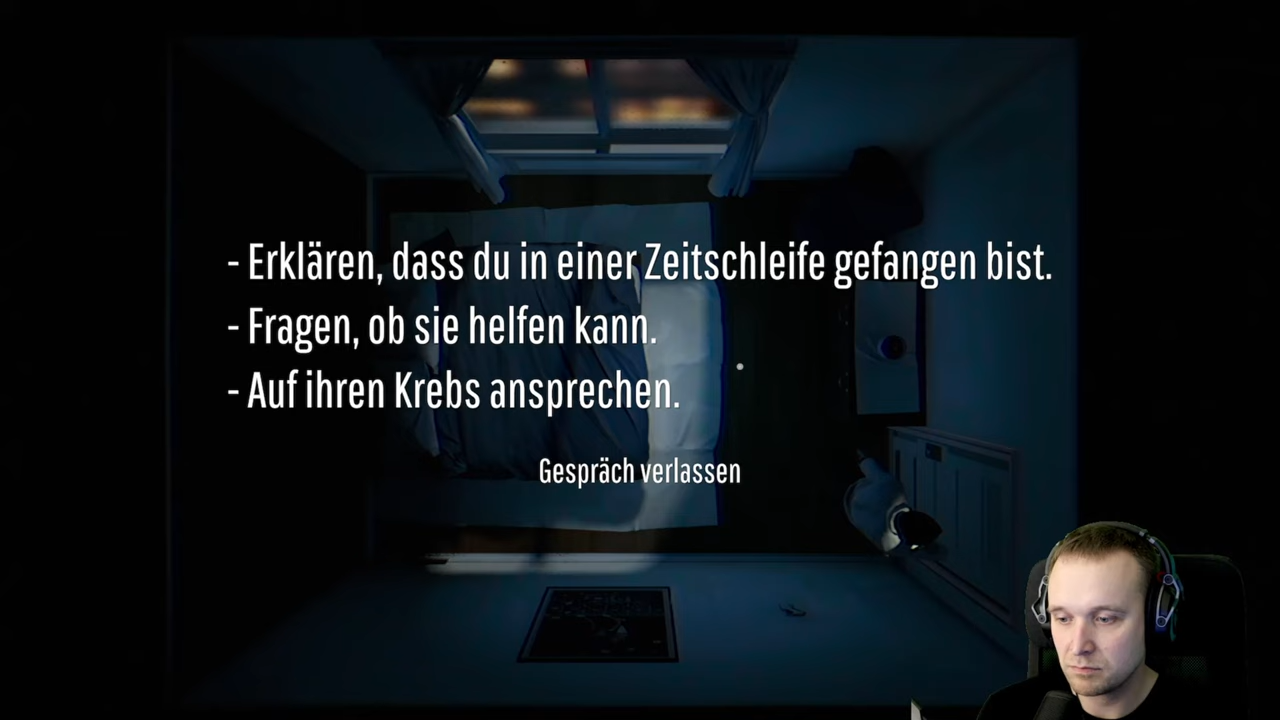 - Erklären, dass du in einer Zeitschleife gefangen bist.
- Fragen, ob sie helfen kann.
- Auf ihren Krebs ansprechen.
Gespräch verlassen